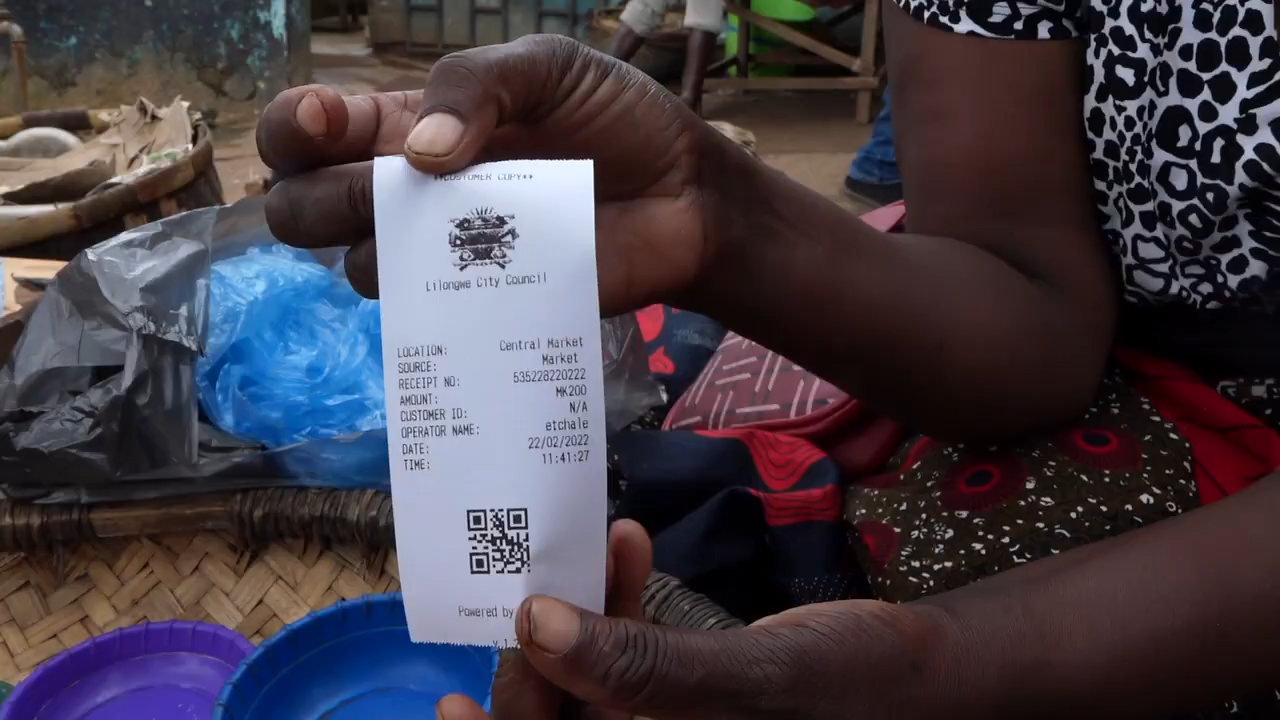 **CUSTOMER COPY**
Lilongwe City Council
LOCATION: Central Market
SOURCE: Market
RECEIPT NO: 535228220222
AMOUNT: MK200
CUSTOMER ID: N/A
OPERATOR NAME: etchale
DATE: 22/02/2022
TIME: 11:41:27
Powered by